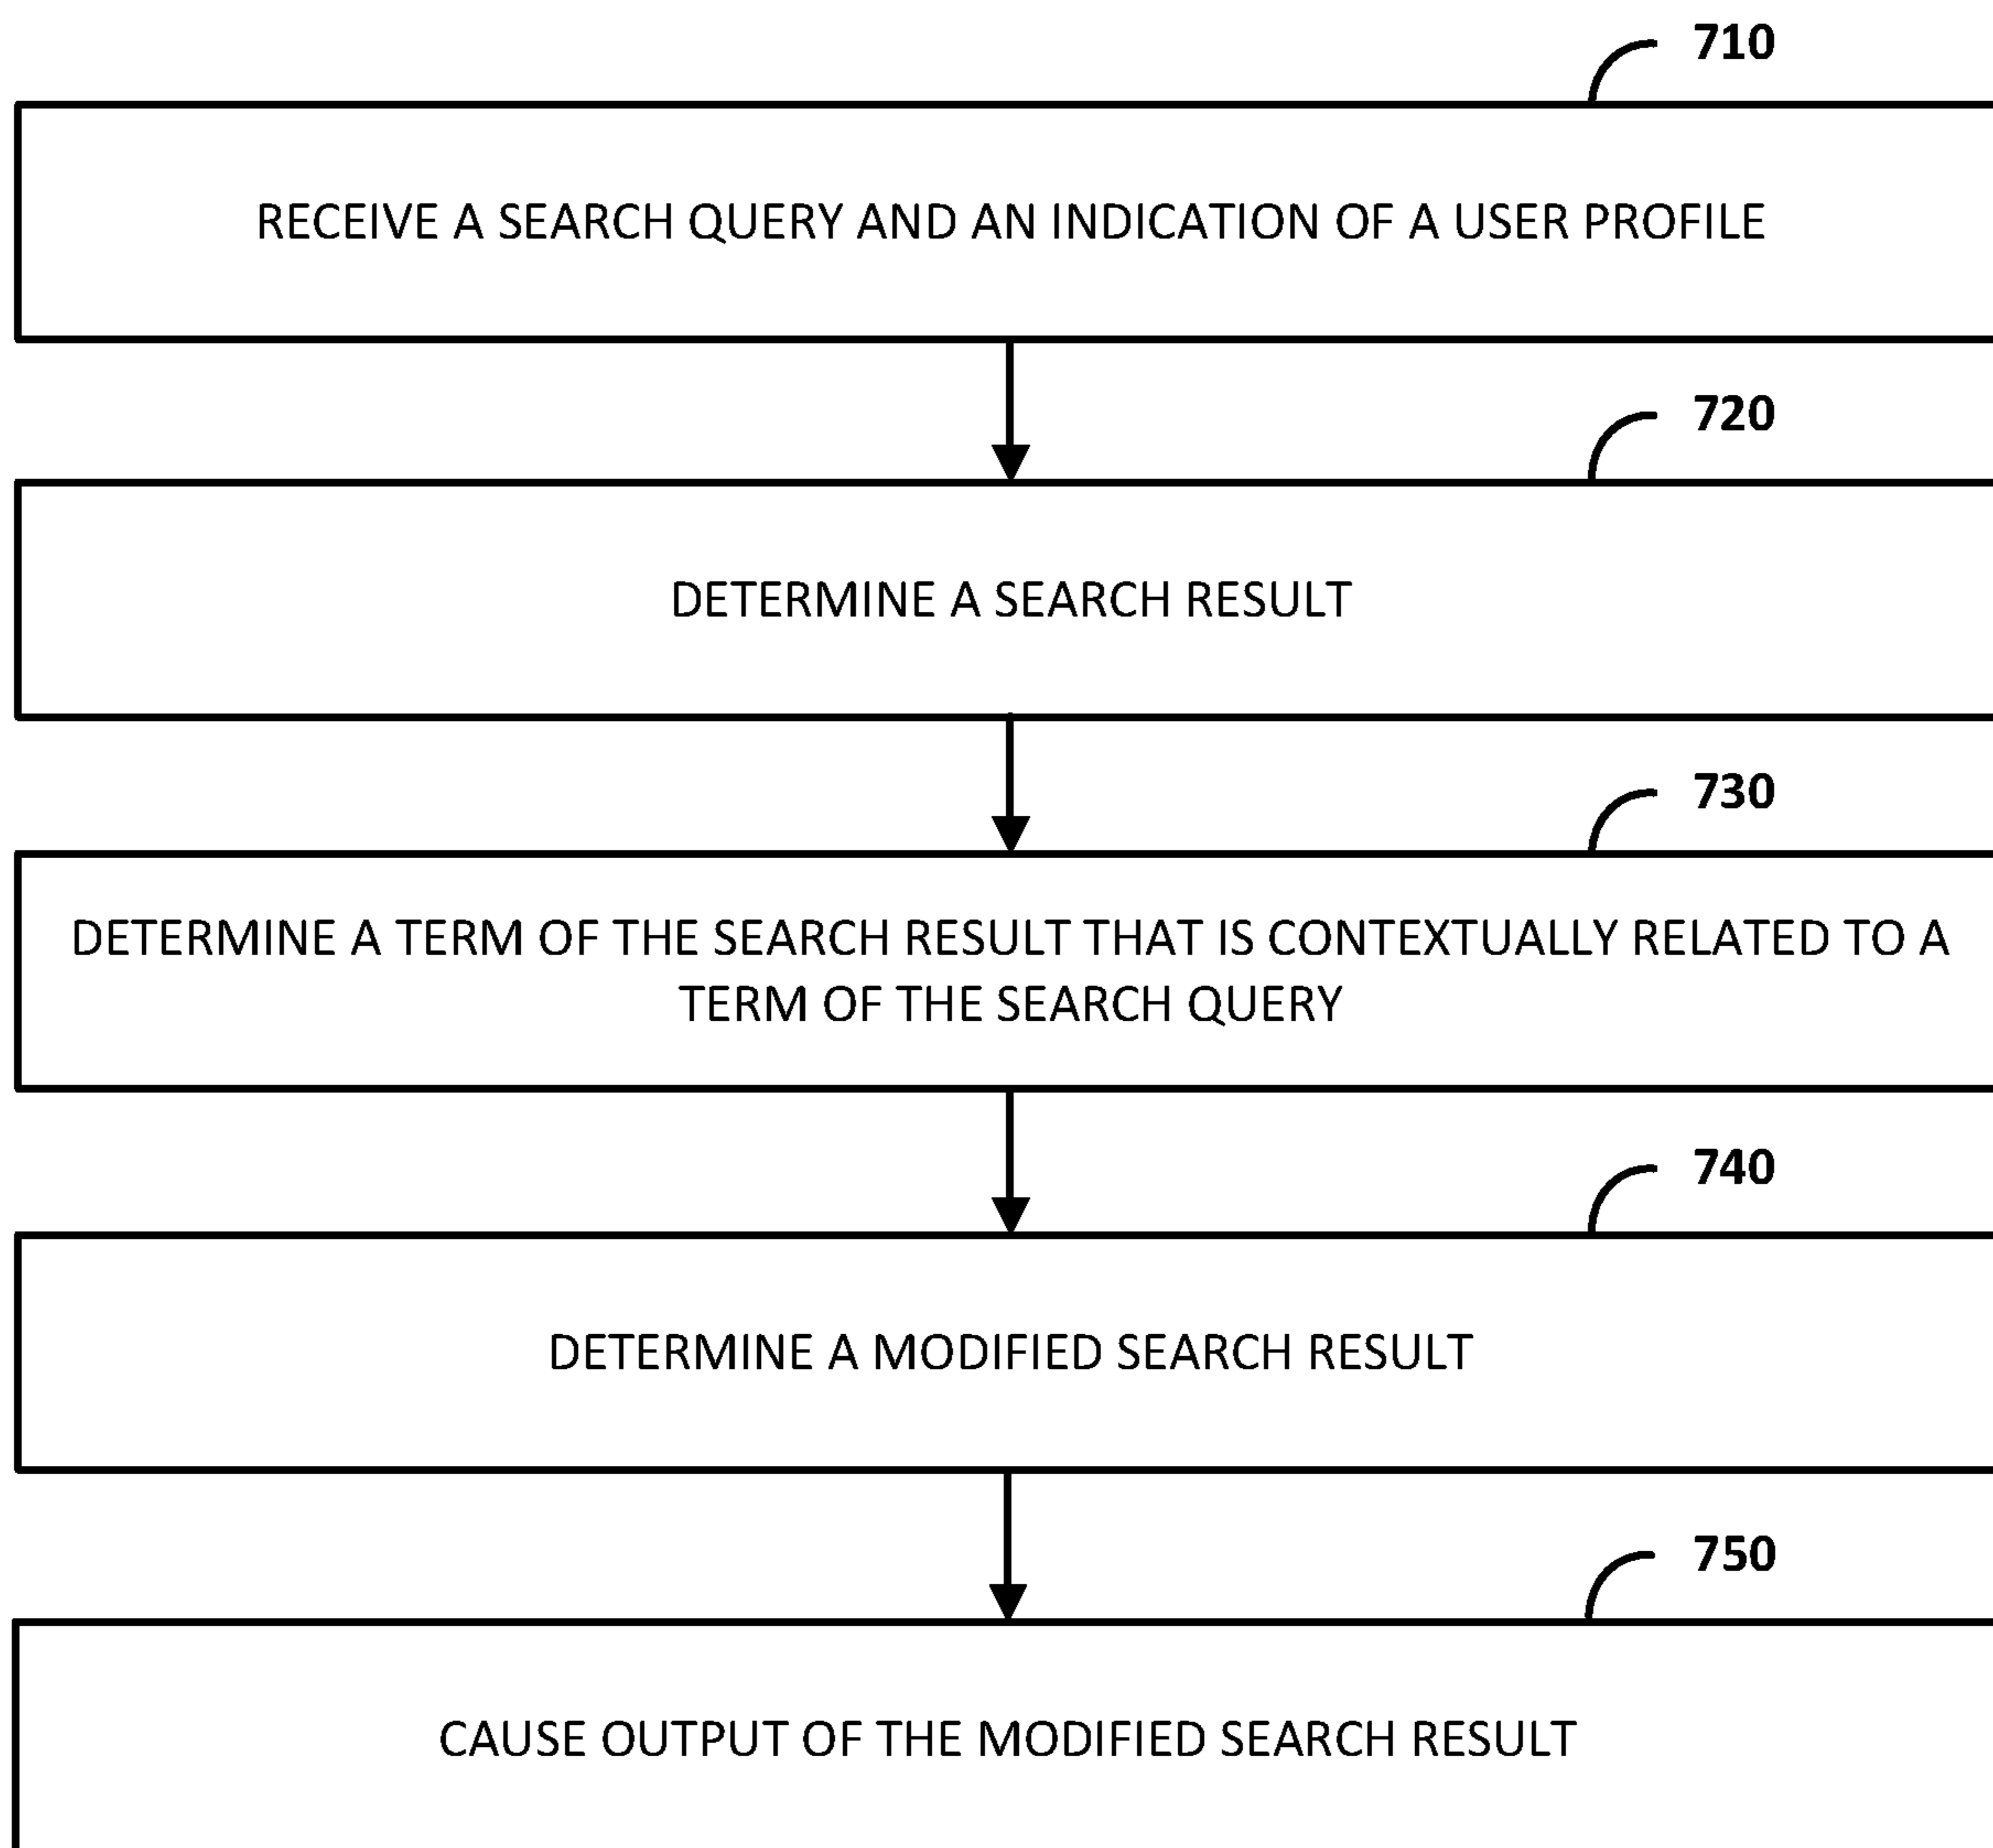 710
RECEIVE A SEARCH QUERY AND AN INDICATION OF A USER PROFILE
720
DETERMINE A SEARCH RESULT
730
DETERMINE A TERM OF THE SEARCH RESULT THAT IS CONTEXTUALLY RELATED TO A
TERM OF THE SEARCH QUERY
740
DETERMINE A MODIFIED SEARCH RESULT
750
CAUSE OUTPUT OF THE MODIFIED SEARCH RESULT